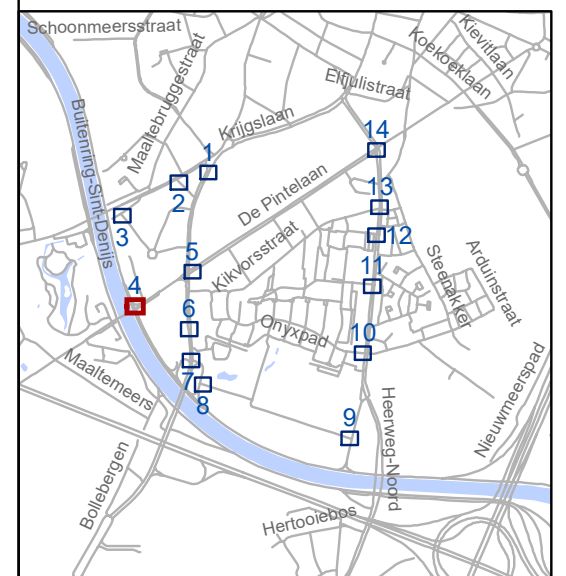 Schoonmeersstraat
Kievitlaan
Koekoeklaan
Maaltebruggestraat
Elfjulistraat
Buitenring-Sint-Denijs
Krijgslaan
14
1
De Pintelaan
2
13
3
12
Kikvorsstraat
5
11
Steenakker
Arduinstraat
4
6
Onyxpad
10
Maaltemeers
7
8
Nieuwmeerspad
Heerweg-Noord
9
Bollebergen
Hertooiebos